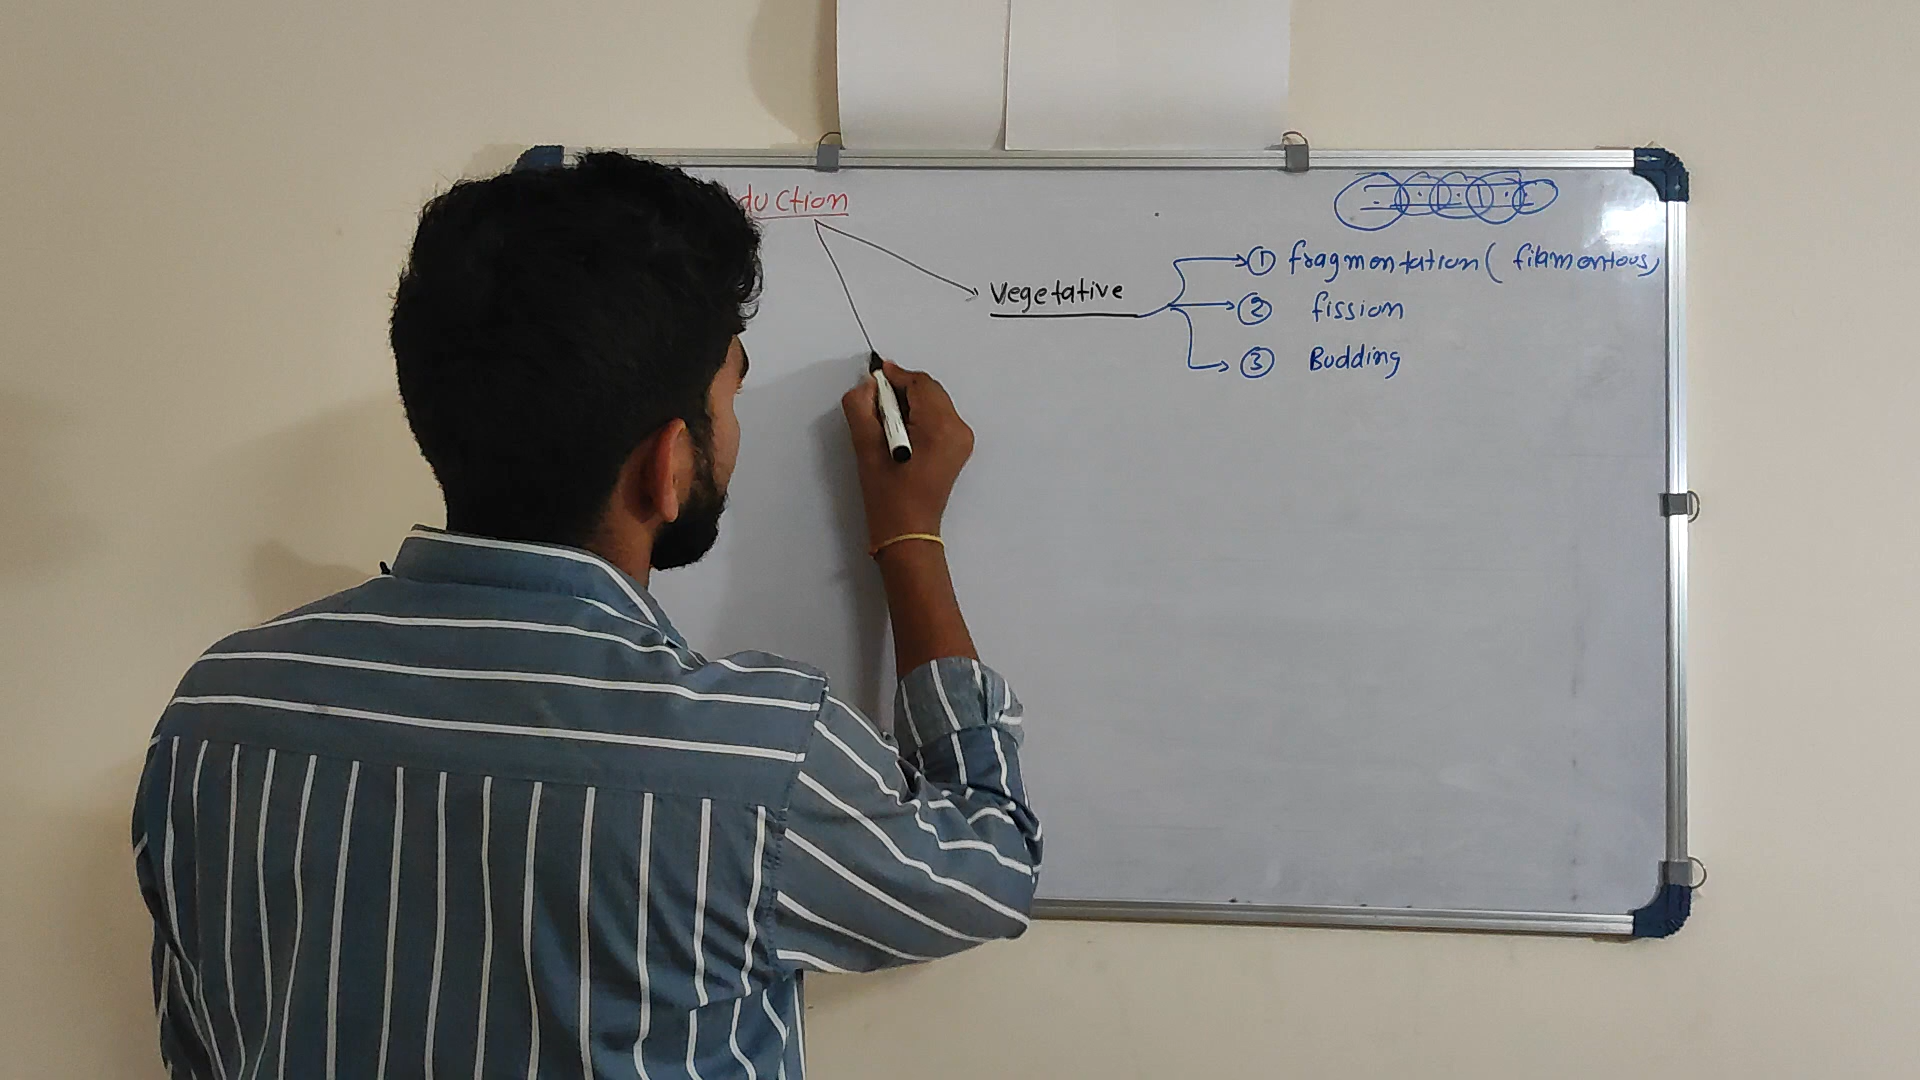 duction
Vegetative
① fragmentation ( filamentous)
② fission
③ Budding